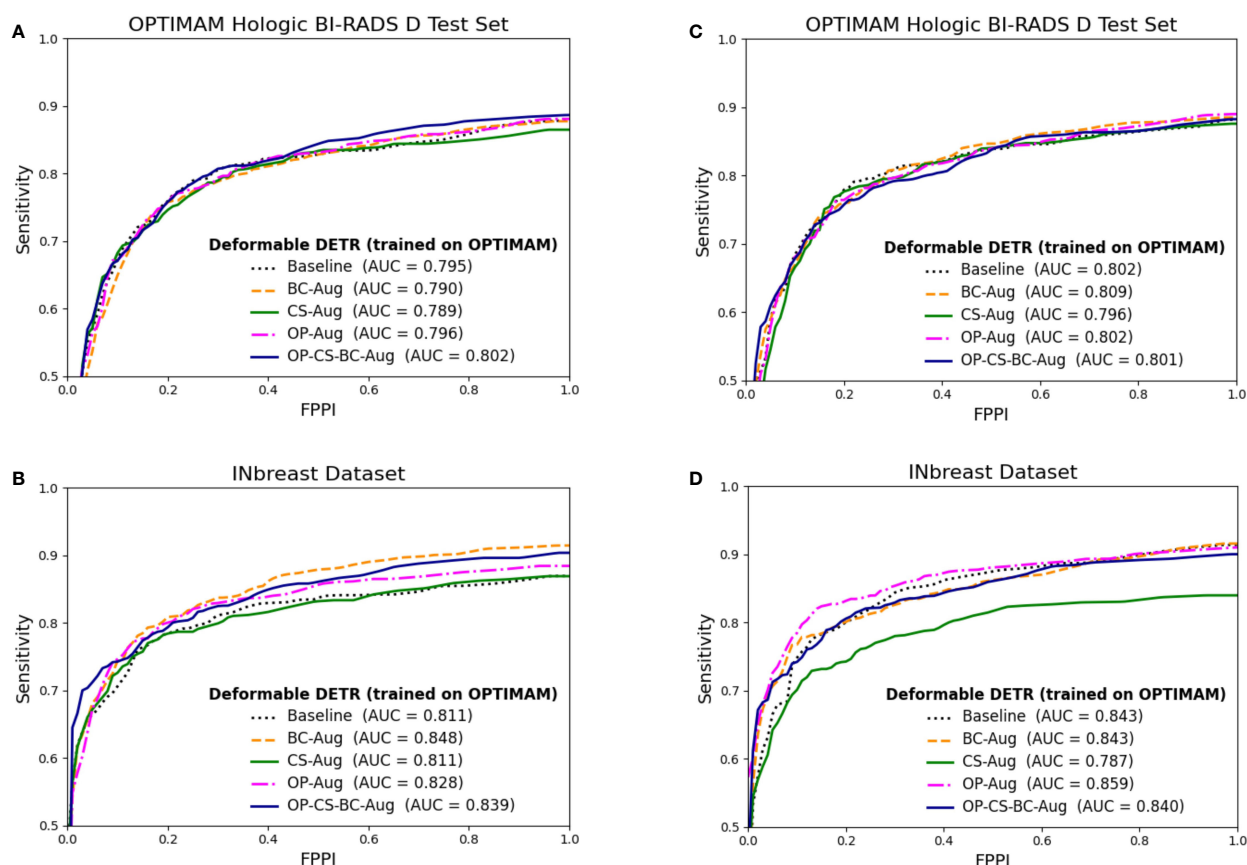 A
OPTIMAM Hologic BI-RADS D Test Set
1.0
0.9
0.8
0.7
0.6
0.5
Sensitivity
Deformable DETR (trained on OPTIMAM)
Baseline (AUC = 0.795)
BC-Aug (AUC = 0.790)
CS-Aug (AUC = 0.789)
OP-Aug (AUC = 0.796)
OP-CS-BC-Aug (AUC = 0.802)
0.0 0.2 0.4 0.6 0.8 1.0
FPPI
B
INbreast Dataset
1.0
0.9
0.8
0.7
0.6
0.5
Sensitivity
Deformable DETR (trained on OPTIMAM)
Baseline (AUC = 0.811)
BC-Aug (AUC = 0.848)
CS-Aug (AUC = 0.811)
OP-Aug (AUC = 0.828)
OP-CS-BC-Aug (AUC = 0.839)
0.0 0.2 0.4 0.6 0.8 1.0
FPPI
C
OPTIMAM Hologic BI-RADS D Test Set
1.0
0.9
0.8
0.7
0.6
0.5
Sensitivity
Deformable DETR (trained on OPTIMAM)
Baseline (AUC = 0.802)
BC-Aug (AUC = 0.809)
CS-Aug (AUC = 0.796)
OP-Aug (AUC = 0.802)
OP-CS-BC-Aug (AUC = 0.801)
0.0 0.2 0.4 0.6 0.8 1.0
FPPI
D
INbreast Dataset
1.0
0.9
0.8
0.7
0.6
0.5
Sensitivity
Deformable DETR (trained on OPTIMAM)
Baseline (AUC = 0.843)
BC-Aug (AUC = 0.843)
CS-Aug (AUC = 0.787)
OP-Aug (AUC = 0.859)
OP-CS-BC-Aug (AUC = 0.840)
0.0 0.2 0.4 0.6 0.8 1.0
FPPI